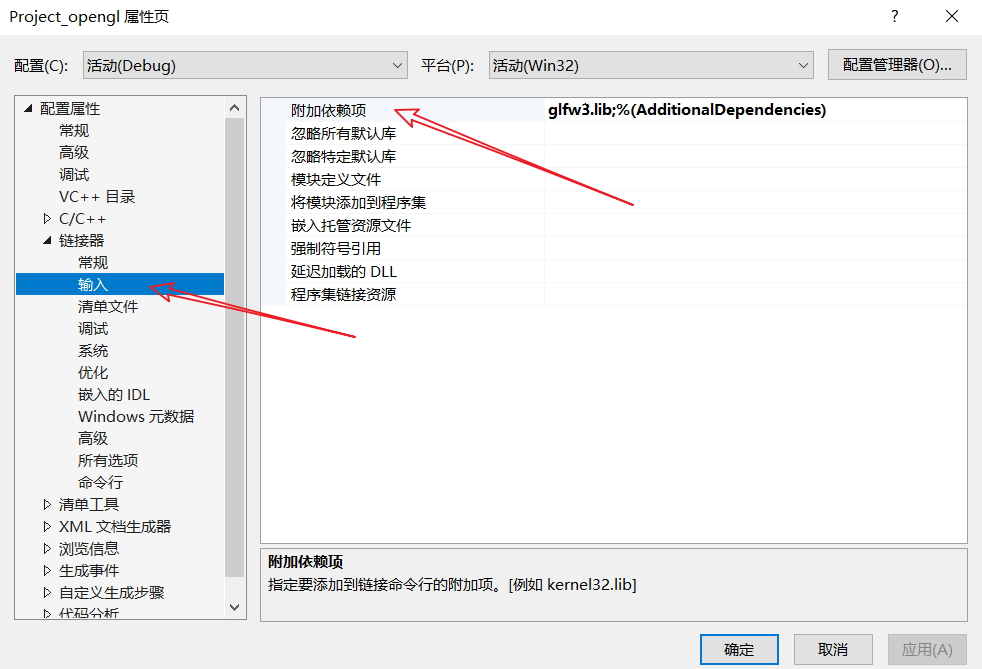 Project_opengl 属性页
?
配置(C):
活动(Debug)
平台(P):
活动(Win32)
配置管理器(O)...
配置属性
常规
高级
调试
VC++ 目录
C/C++
链接器
常规
输入
清单文件
调试
系统
优化
嵌入的 IDL
Windows 元数据
高级
所有选项
命令行
清单工具
XML 文档生成器
浏览信息
生成事件
自定义生成步骤
代码分析
附加依赖项 glfw3.lib;%(AdditionalDependencies)
忽略所有默认库
忽略特定默认库
模块定义文件
将模块添加到程序集
嵌入托管资源文件
强制符号引用
延迟加载的 DLL
程序集链接资源
附加依赖项
指定要添加到链接命令行的附加项。[例如 kernel32.lib]
确定
取消
应用(A)